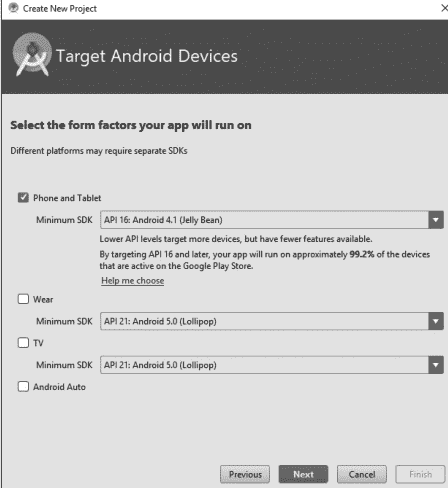 Create New Project
Target Android Devices
Select the form factors your app will run on
Different platforms may require separate SDKs
Phone and Tablet
Minimum SDK API 16: Android 4.1 (Jelly Bean)
Lower API levels target more devices, but have fewer features available.
By targeting API 16 and later, your app will run on approximately 99.2% of the devices
that are active on the Google Play Store.
Help me choose
Wear
Minimum SDK API 21: Android 5.0 (Lollipop)
TV
Minimum SDK API 21: Android 5.0 (Lollipop)
Android Auto
Previous Next Cancel Finish